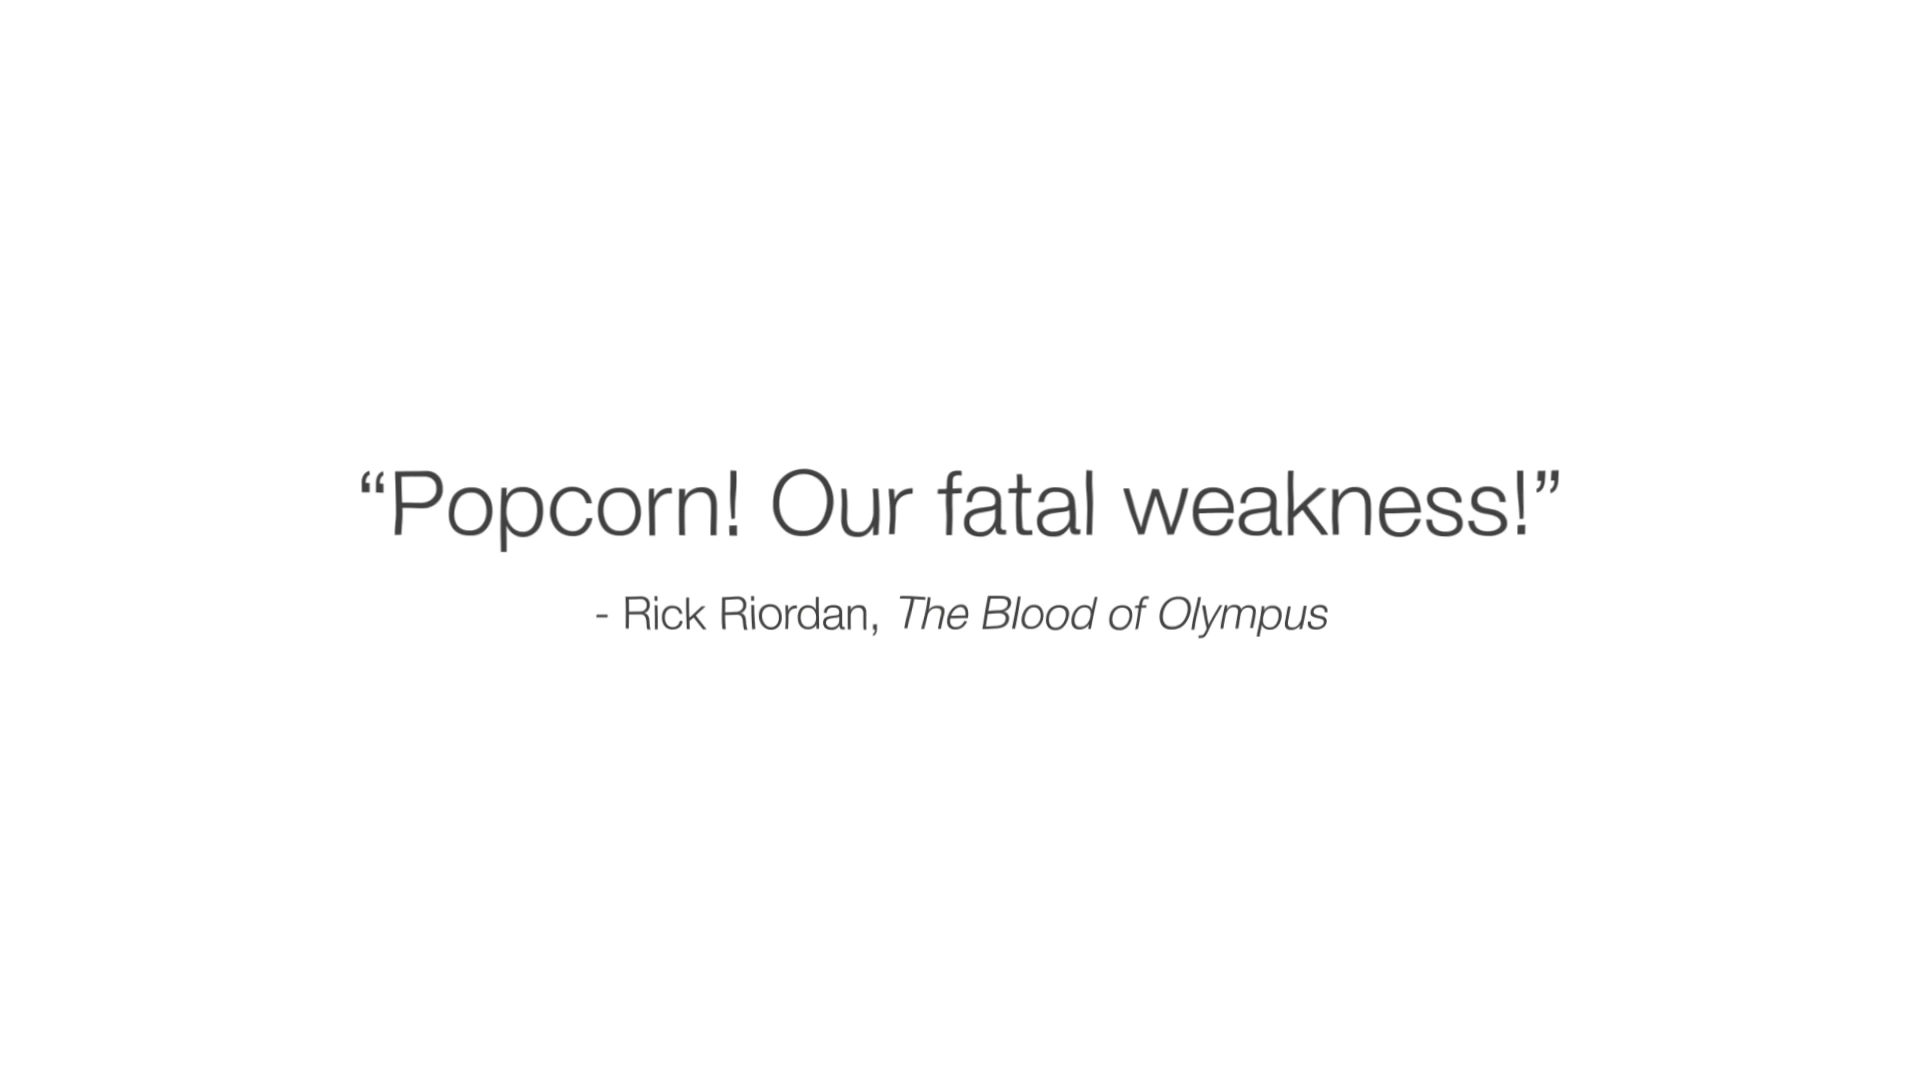 “Popcorn! Our fatal weakness!”
- Rick Riordan, The Blood of Olympus